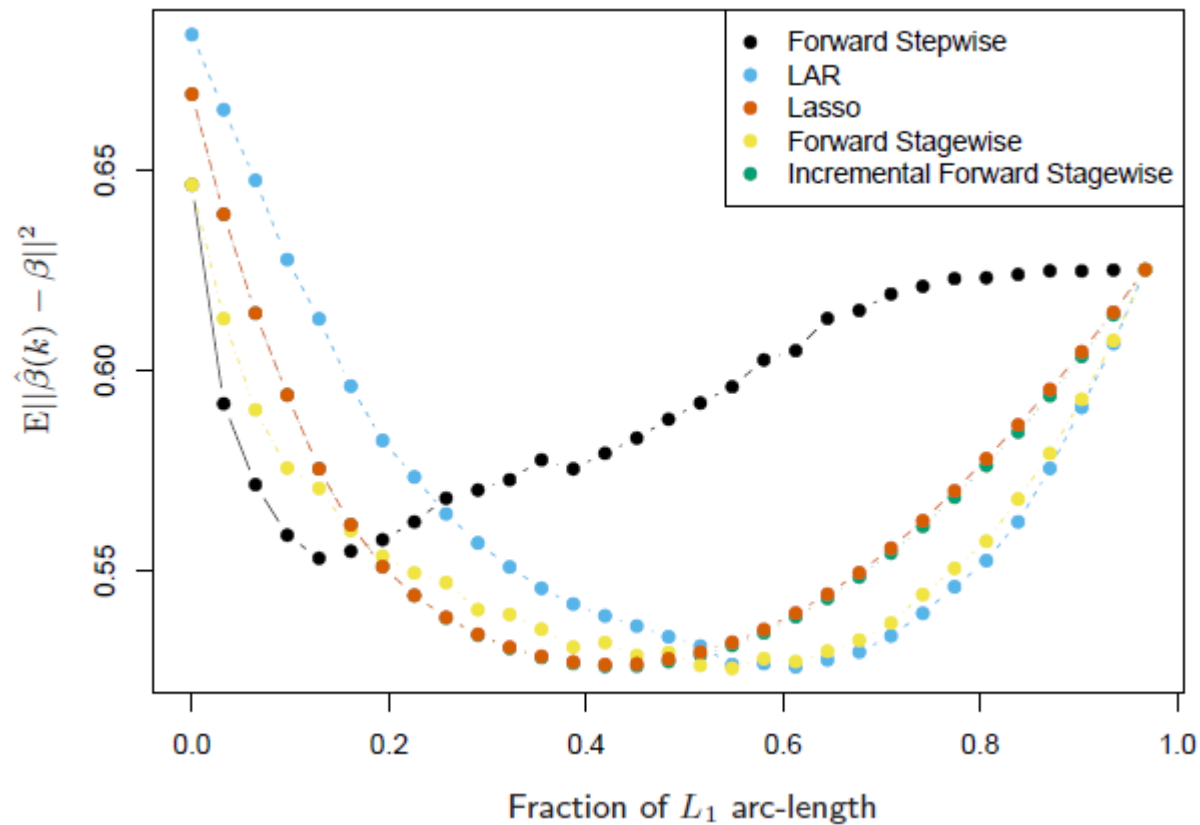 Forward Stepwise
LAR
Lasso
Forward Stagewise
Incremental Forward Stagewise
E||β̂(k) − β||²
0.65
0.60
0.55
0.0 0.2 0.4 0.6 0.8 1.0
Fraction of L₁ arc-length